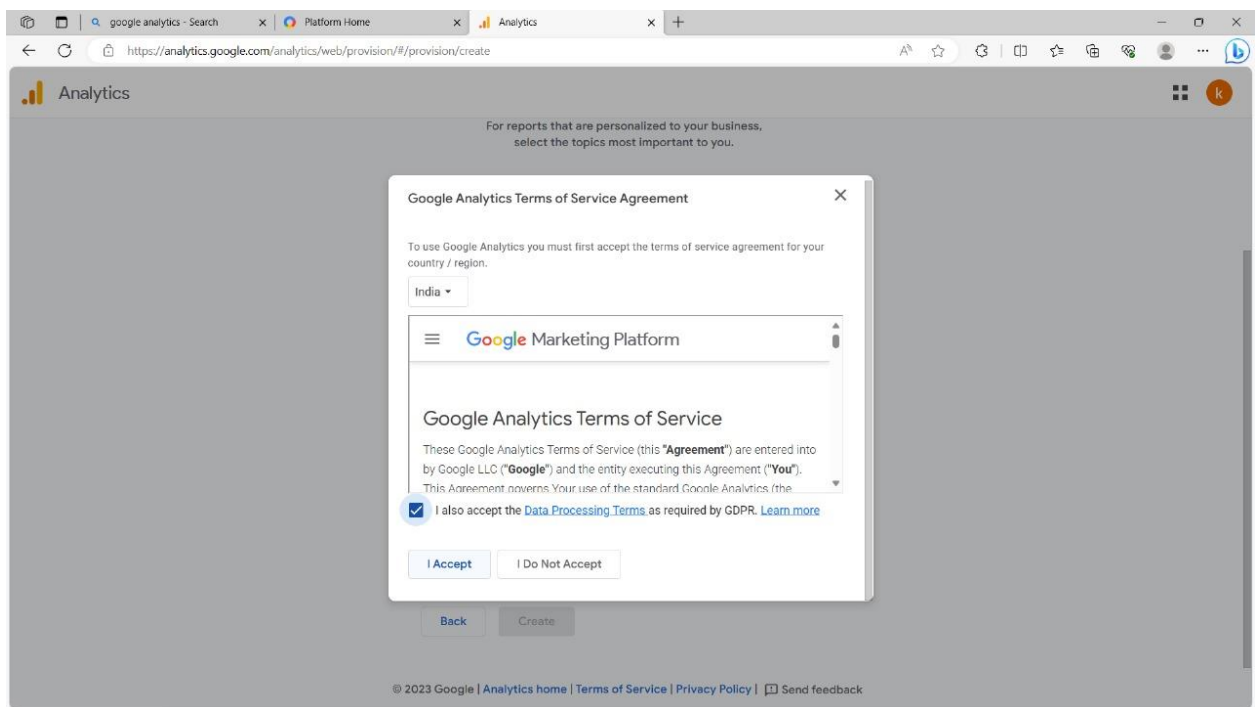 google analytics - Search
Platform Home
Analytics
https://analytics.google.com/analytics/web/provision/#/provision/create
Analytics
k
For reports that are personalized to your business,
select the topics most important to you.
Google Analytics Terms of Service Agreement
To use Google Analytics you must first accept the terms of service agreement for your
country / region.
India
Google Marketing Platform
Google Analytics Terms of Service
These Google Analytics Terms of Service (this "Agreement") are entered into
by Google LLC ("Google") and the entity executing this Agreement ("You").
This Agreement governs Your use of the standard Google Analytics (the
I also accept the Data Processing Terms as required by GDPR. Learn more
I Accept
I Do Not Accept
Back
Create
© 2023 Google | Analytics home | Terms of Service | Privacy Policy | Send feedback